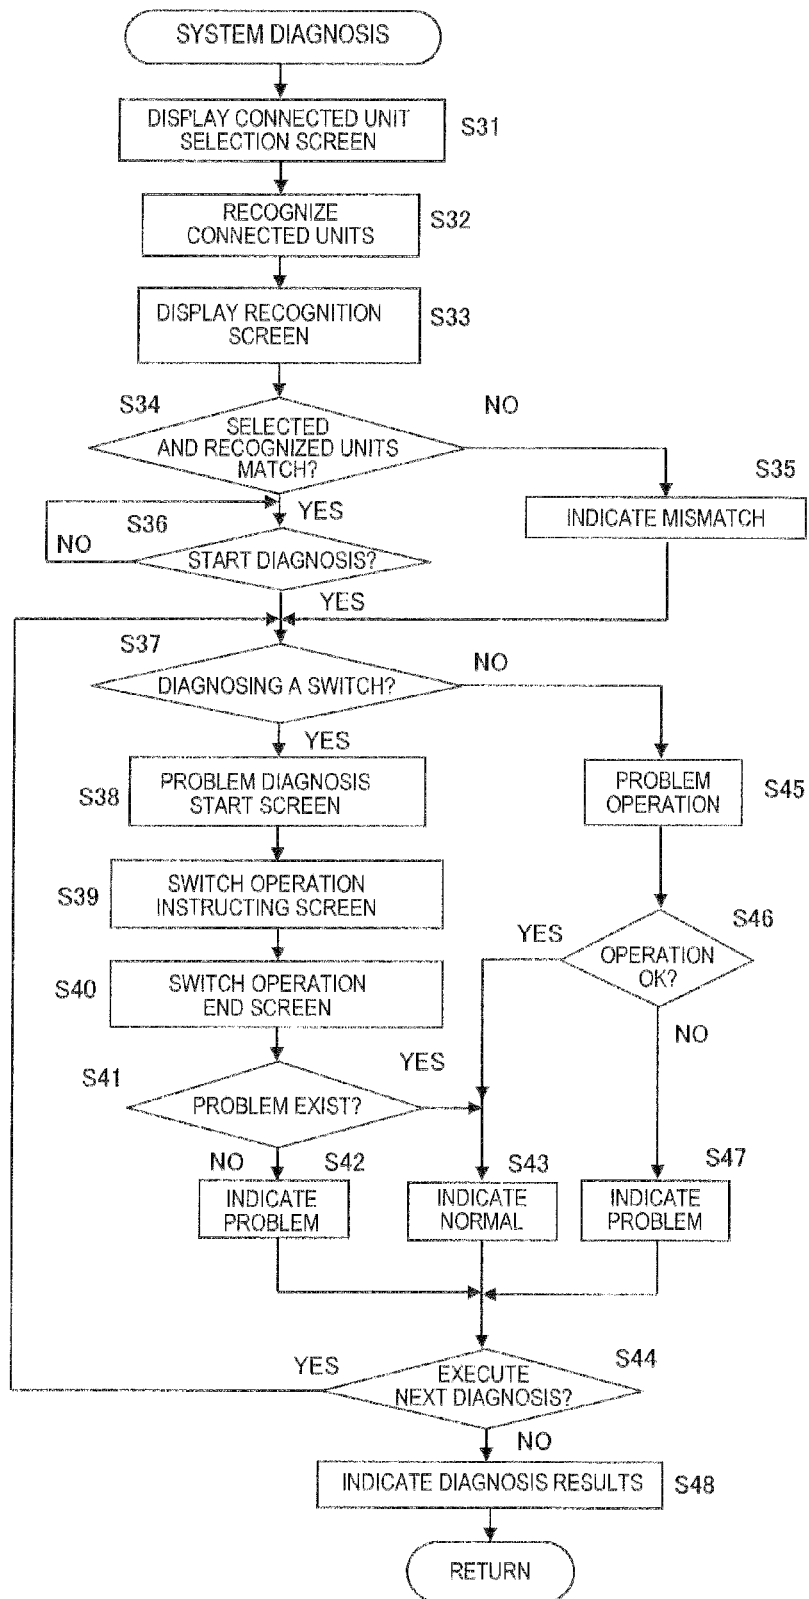 SYSTEM DIAGNOSIS
DISPLAY CONNECTED UNIT
SELECTION SCREEN
S31
RECOGNIZE
CONNECTED UNITS
S32
DISPLAY RECOGNITION
SCREEN
S33
S34
NO
SELECTED
AND RECOGNIZED UNITS
MATCH?
S35
YES
INDICATE MISMATCH
S36
NO
START DIAGNOSIS?
YES
S37
NO
DIAGNOSING A SWITCH?
YES
S38
PROBLEM DIAGNOSIS
START SCREEN
PROBLEM
OPERATION
S45
S39
SWITCH OPERATION
INSTRUCTING SCREEN
S46
YES
OPERATION
OK?
S40
SWITCH OPERATION
END SCREEN
NO
YES
S41
PROBLEM EXIST?
NO
S42
S43
S47
INDICATE
PROBLEM
INDICATE
NORMAL
INDICATE
PROBLEM
YES
S44
EXECUTE
NEXT DIAGNOSIS?
NO
INDICATE DIAGNOSIS RESULTS
S48
RETURN